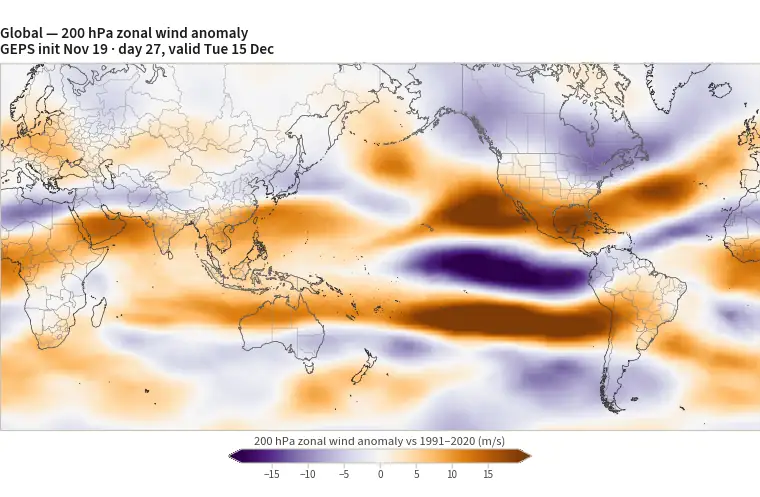 Global — 200 hPa zonal wind anomaly
GEPS init Nov 19 · day 27, valid Tue 15 Dec
200 hPa zonal wind anomaly vs 1991–2020 (m/s)
−15 −10 −5 0 5 10 15